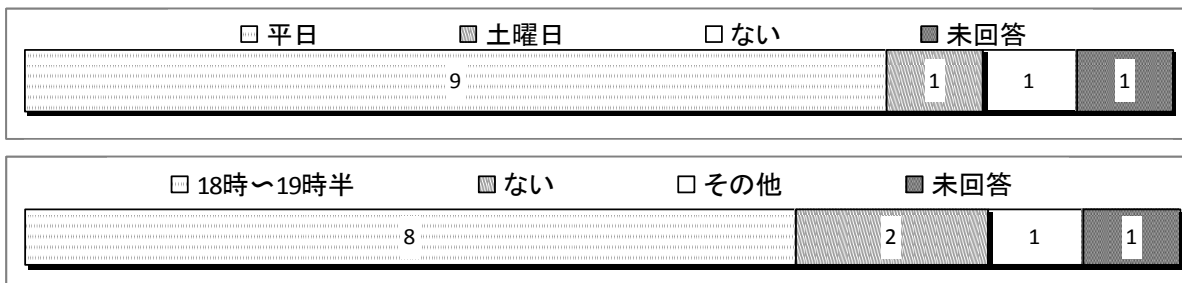 平日 土曜日 ない 未回答
9 1 1 1
18時〜19時半 ない その他 未回答
8 2 1 1